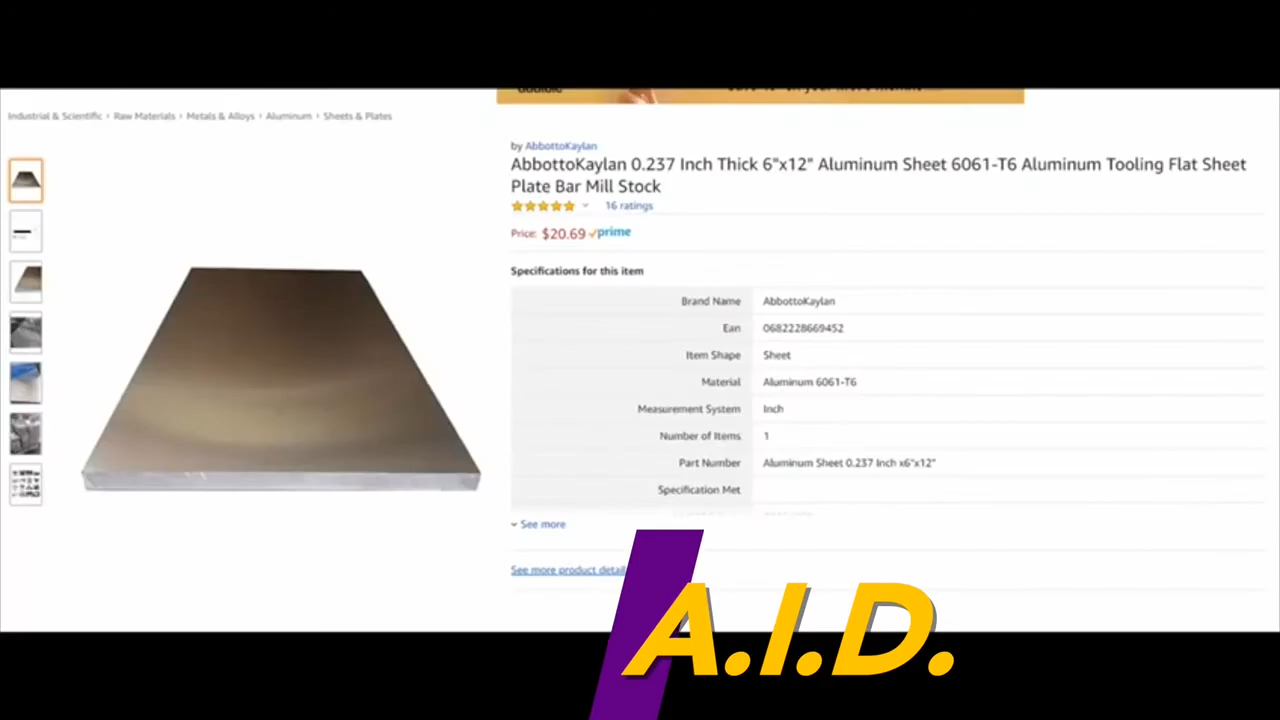 Industrial & Scientific › Raw Materials › Metals & Alloys › Aluminum › Sheets & Plates
by AbbottoKaylan
AbbottoKaylan 0.237 Inch Thick 6"x12" Aluminum Sheet 6061-T6 Aluminum Tooling Flat Sheet
Plate Bar Mill Stock
16 ratings
Price: $20.69 prime
Specifications for this item
Brand Name AbbottoKaylan
Ean 0682228669452
Item Shape Sheet
Material Aluminum 6061-T6
Measurement System Inch
Number of Items 1
Part Number Aluminum Sheet 0.237 Inch x6"x12"
Specification Met
See more
See more product detail
A.I.D.